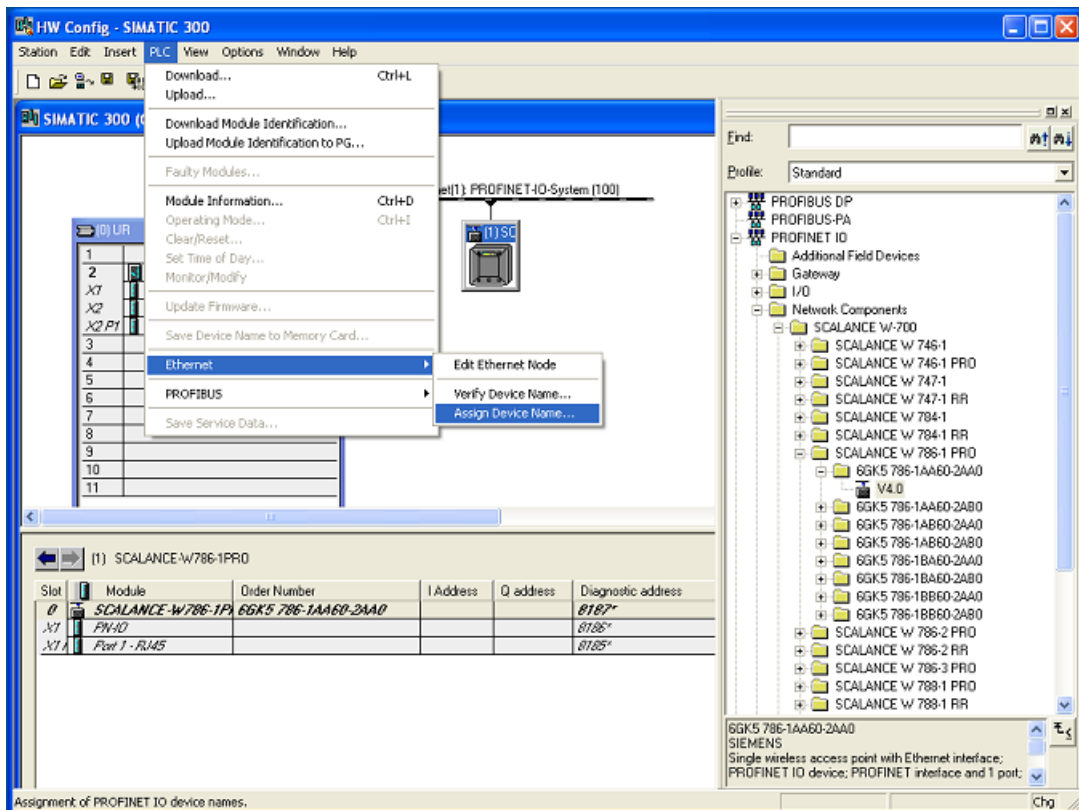 HW Config - SIMATIC 300
Station Edit Insert PLC View Options Window Help
SIMATIC 300 (
Download... Ctrl+L
Upload...
Download Module Identification...
Upload Module Identification to PG...
Faulty Modules...
Module Information... Ctrl+D
Operating Mode... Ctrl+I
Clear/Reset...
Set Time of Day...
Monitor/Modify
Update Firmware...
Save Device Name to Memory Card...
Ethernet
PROFIBUS
Save Service Data...
Edit Ethernet Node
Verify Device Name...
Assign Device Name...
et(1): PROFINET-IO-System (100)
(1) SC
(0) UR
1
2
X1
X2
X2 P1
3
4
5
6
7
8
9
10
11
Find:
Profile: Standard
PROFIBUS DP
PROFIBUS-PA
PROFINET IO
Additional Field Devices
Gateway
I/O
Network Components
SCALANCE W-700
SCALANCE W 746-1
SCALANCE W 746-1 PRO
SCALANCE W 747-1
SCALANCE W 747-1 RR
SCALANCE W 784-1
SCALANCE W 784-1 RR
SCALANCE W 786-1 PRO
6GK5 786-1AA60-2AA0
V4.0
6GK5 786-1AA60-2AB0
6GK5 786-1AB60-2AA0
6GK5 786-1AB60-2AB0
6GK5 786-1BA60-2AA0
6GK5 786-1BA60-2AB0
6GK5 786-1BB60-2AA0
6GK5 786-1BB60-2AB0
SCALANCE W 786-2 PRO
SCALANCE W 786-2 RR
SCALANCE W 786-3 PRO
SCALANCE W 788-1 PRO
SCALANCE W 788-1 RR
6GK5 786-1AA60-2AA0
SIEMENS
Single wireless access point with Ethernet interface;
PROFINET IO device; PROFINET interface and 1 port;
(1) SCALANCE-W786-1PRO
Slot Module Order Number I Address Q address Diagnostic address
0 SCALANCE-W786-1P 6GK5 786-1AA60-2AA0 8187*
X1 PN-IO 8186*
X1 Port 1 - RJ45 8185*
Assignment of PROFINET IO device names. Chg